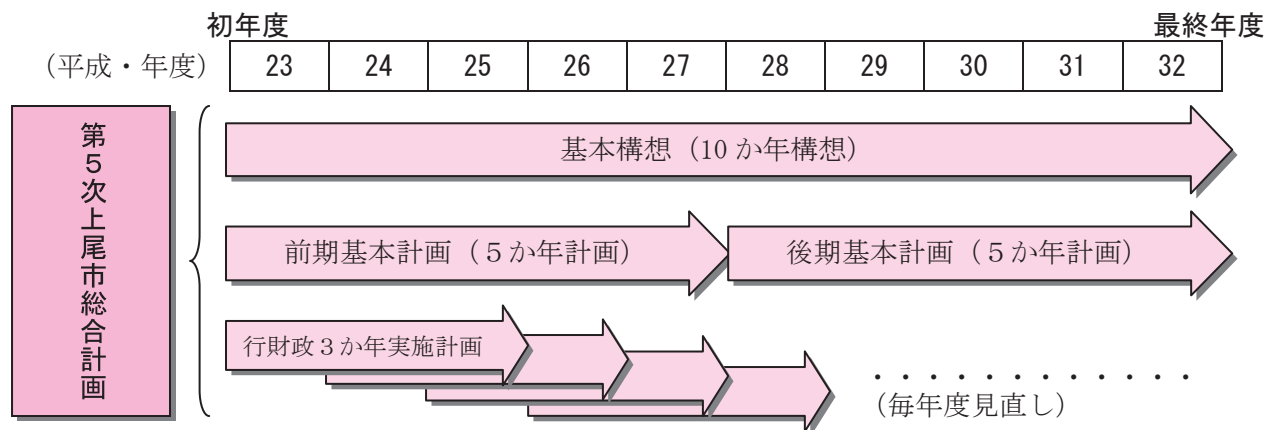 初年度 最終年度
(平成・年度) 23 24 25 26 27 28 29 30 31 32
第5次上尾市総合計画
基本構想（10か年構想）
前期基本計画（５か年計画） 後期基本計画（５か年計画）
行財政３か年実施計画
・・・・・・・・・・・・
（毎年度見直し）